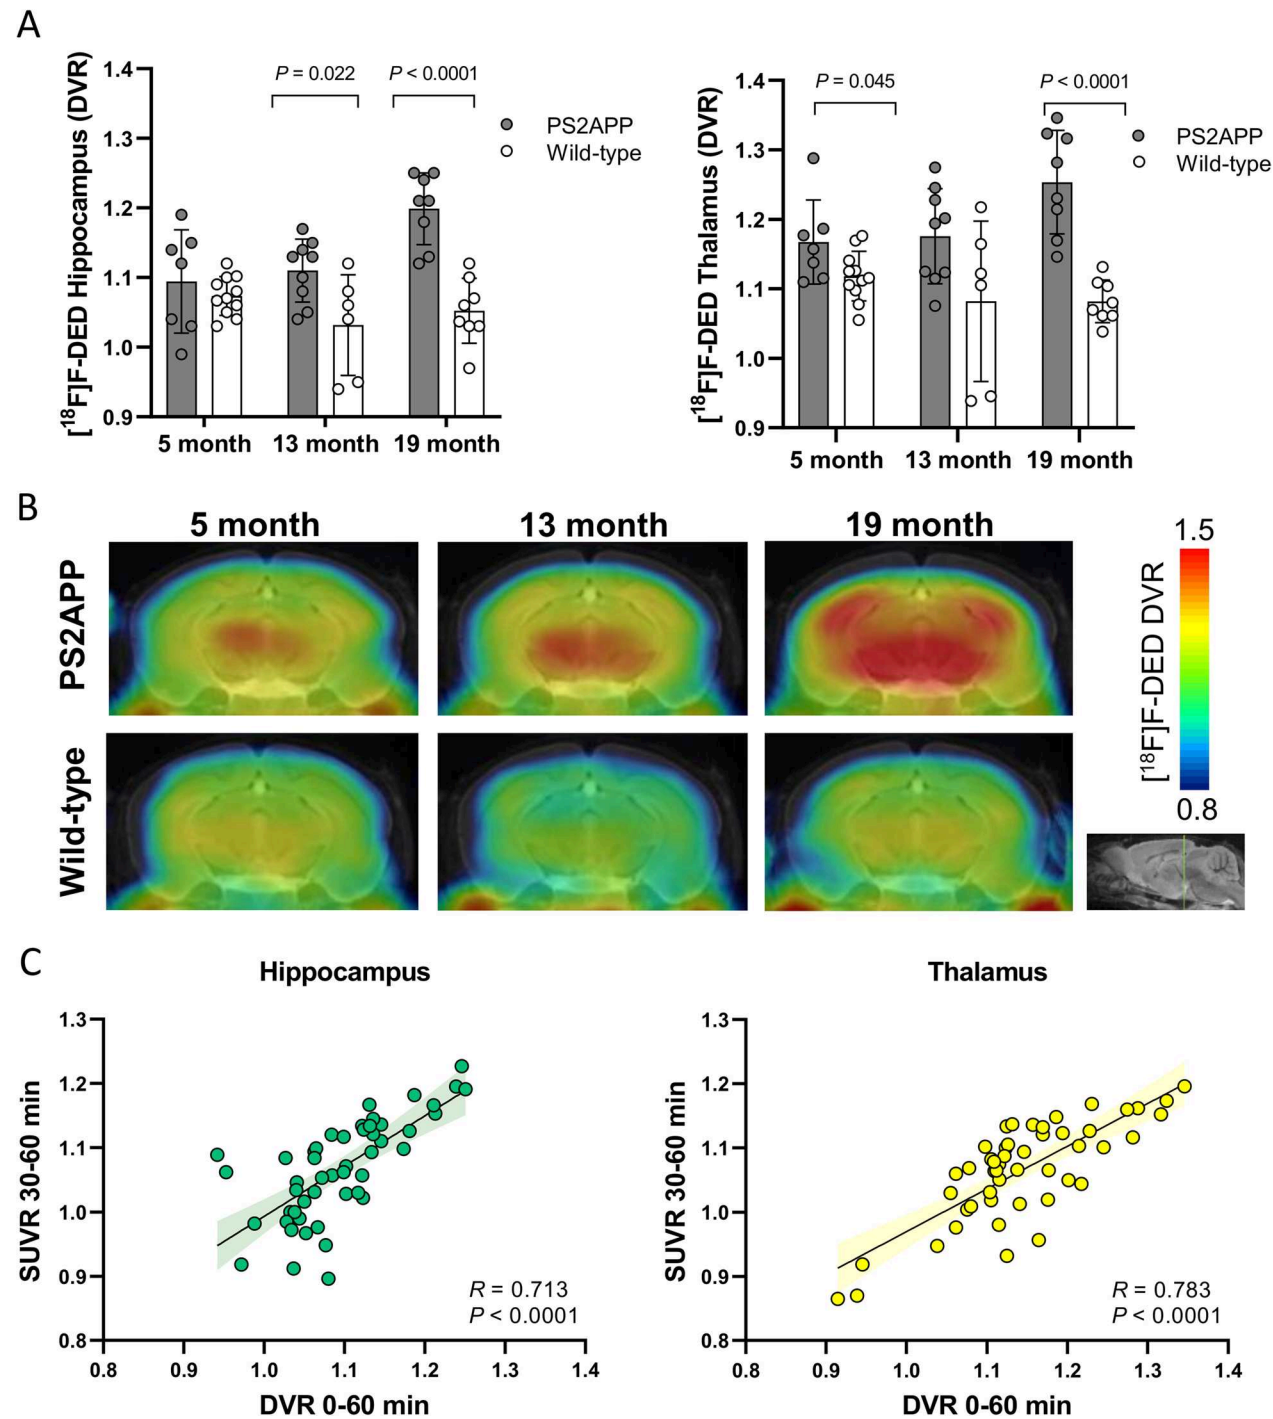 A
[¹⁸F]F-DED Hippocampus (DVR)
1.4
1.3
1.2
1.1
1.0
0.9
P = 0.022
P < 0.0001
PS2APP
Wild-type
5 month
13 month
19 month
[¹⁸F]F-DED Thalamus (DVR)
1.4
1.3
1.2
1.1
1.0
0.9
P = 0.045
P < 0.0001
PS2APP
Wild-type
5 month
13 month
19 month
B
5 month
13 month
19 month
PS2APP
Wild-type
[¹⁸F]F-DED DVR
1.5
0.8
C
Hippocampus
SUVR 30-60 min
1.3
1.2
1.1
1.0
0.9
0.8
R = 0.713
P < 0.0001
0.8 0.9 1.0 1.1 1.2 1.3 1.4
DVR 0-60 min
Thalamus
SUVR 30-60 min
1.3
1.2
1.1
1.0
0.9
0.8
R = 0.783
P < 0.0001
0.8 0.9 1.0 1.1 1.2 1.3 1.4
DVR 0-60 min